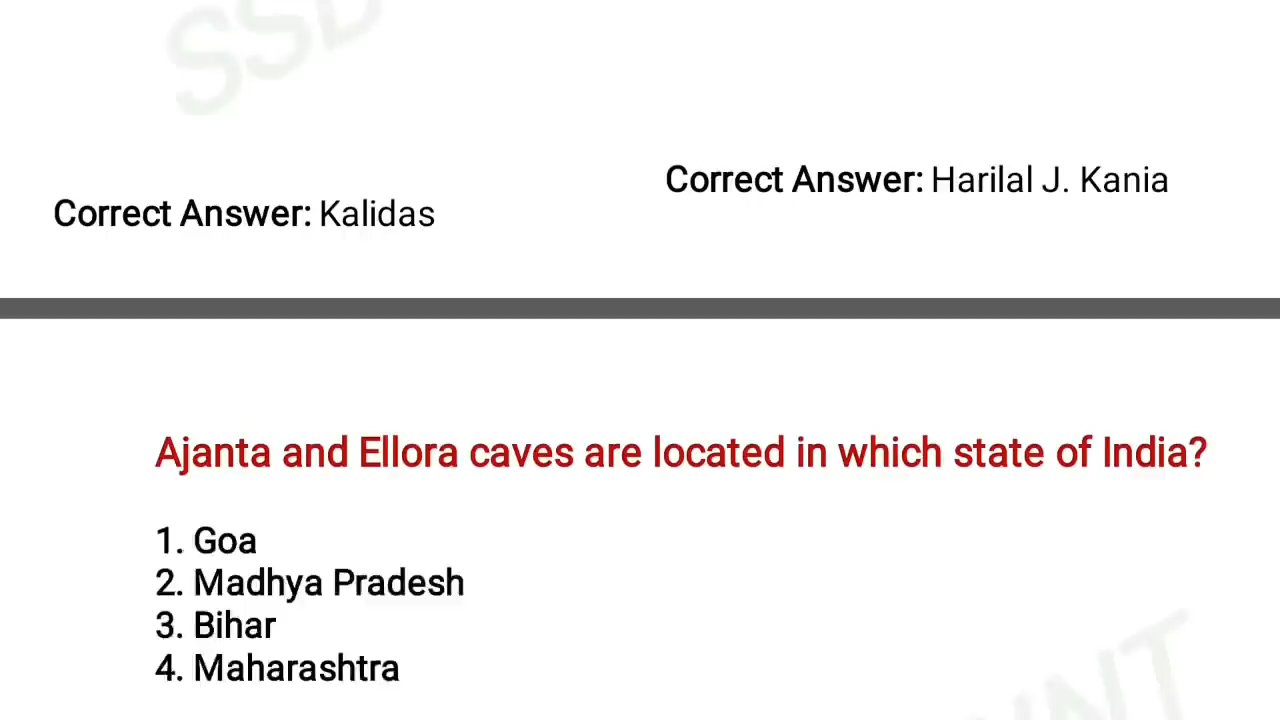 SSD
Correct Answer: Harilal J. Kania
Correct Answer: Kalidas
Ajanta and Ellora caves are located in which state of India?
1. Goa
2. Madhya Pradesh
3. Bihar
4. Maharashtra